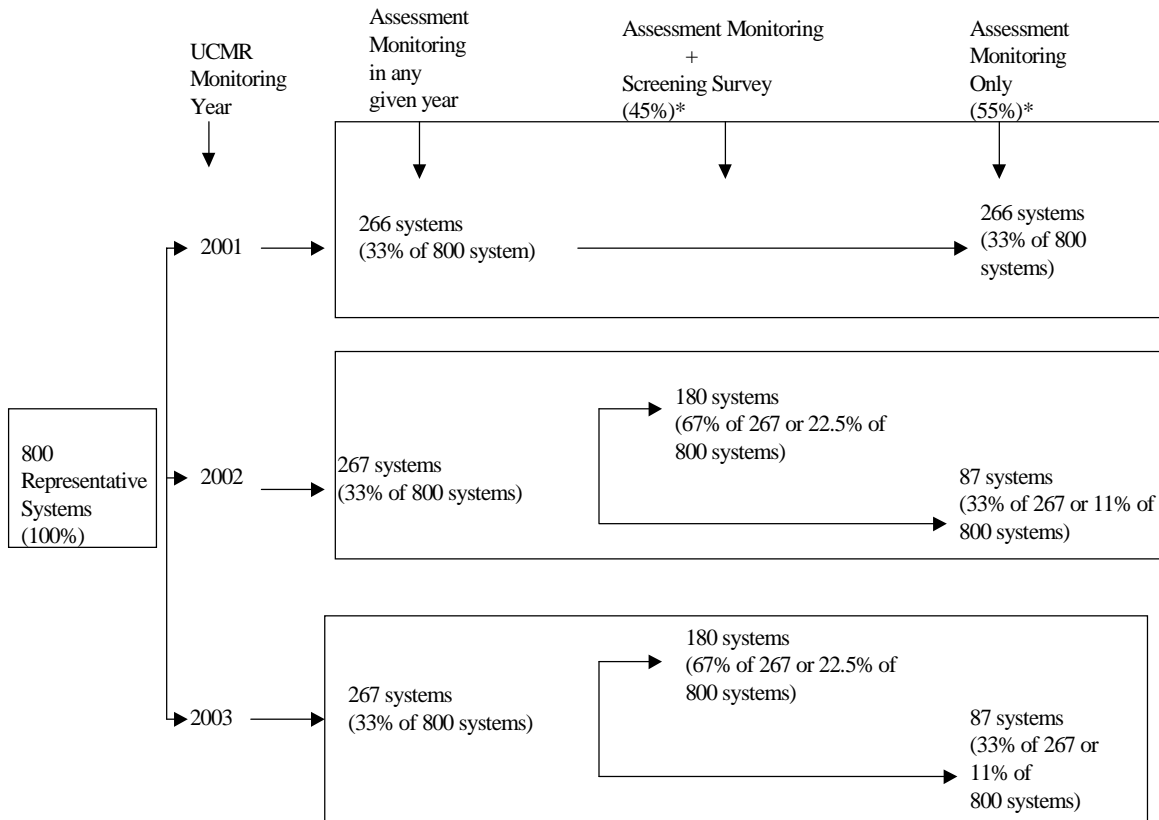 UCMR
Monitoring
Year
Assessment
Monitoring
in any
given year
Assessment Monitoring
+
Screening Survey
(45%)*
Assessment
Monitoring
Only
(55%)*
800
Representative
Systems
(100%)
2001
266 systems
(33% of 800 system)
266 systems
(33% of 800
systems)
2002
267 systems
(33% of 800 systems)
180 systems
(67% of 267 or 22.5% of
800 systems)
87 systems
(33% of 267 or 11% of
800 systems)
2003
267 systems
(33% of 800 systems)
180 systems
(67% of 267 or 22.5% of
800 systems)
87 systems
(33% of 267 or
11% of
800 systems)